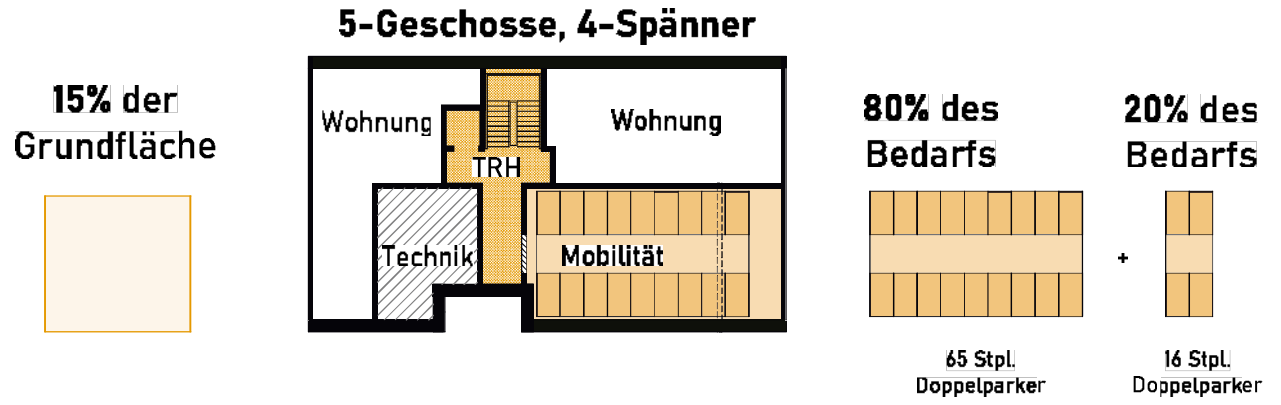 5-Geschosse, 4-Spänner
15% der
Grundfläche
Wohnung
Wohnung
TRH
Technik
Mobilität
80% des
Bedarfs
20% des
Bedarfs
+
65 Stpl.
Doppelparker
16 Stpl.
Doppelparker